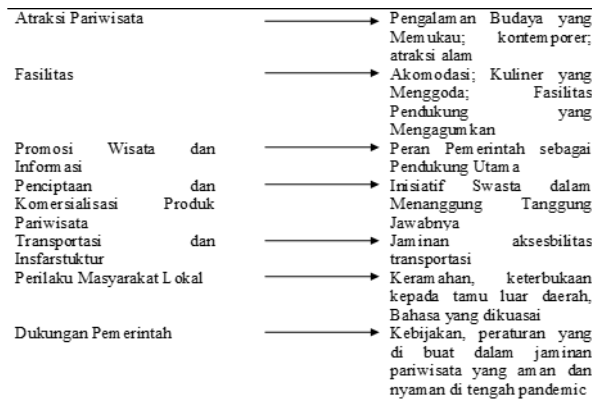 Atraksi Pariwisata
Pengalaman Budaya yang
Memukau; kontemporer;
atraksi alam
Fasilitas
Akomodasi; Kuliner yang
Menggoda; Fasilitas
Pendukung yang
Mengagumkan
Promosi Wisata dan
Informasi
Peran Pemerintah sebagai
Pendukung Utama
Penciptaan dan
Komersialisasi Produk
Pariwisata
Inisiatif Swasta dalam
Menanggung Tanggung
Jawabnya
Transportasi dan
Insfarstuktur
Jaminan aksesbilitas
transportasi
Perilaku Masyarakat Lokal
Keramahan, keterbukaan
kepada tamu luar daerah,
Bahasa yang dikuasai
Dukungan Pemerintah
Kebijakan, peraturan yang
di buat dalam jaminan
pariwisata yang aman dan
nyaman di tengah pandemic